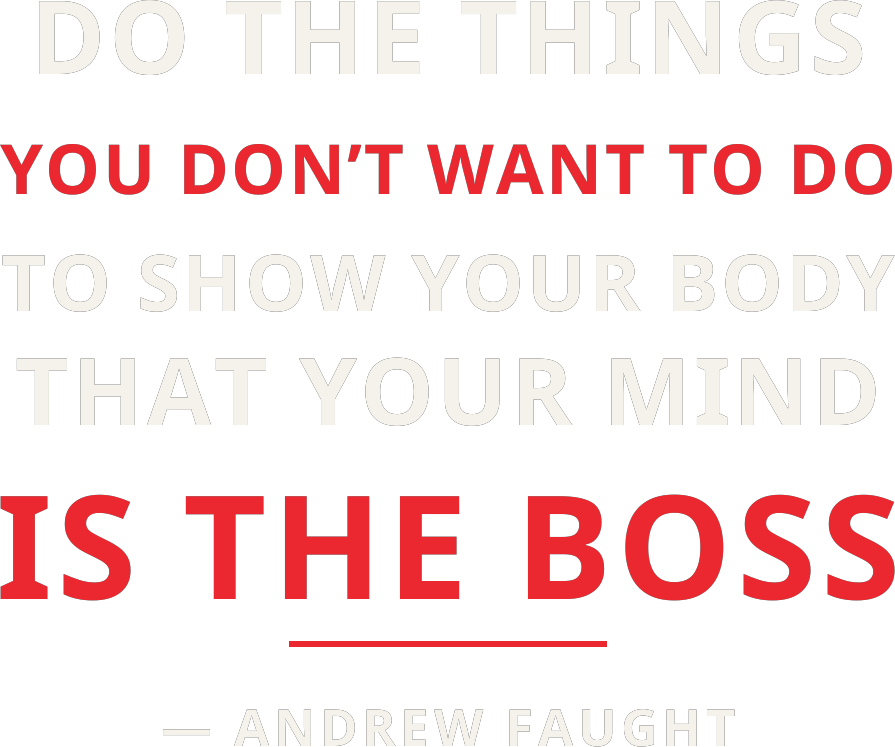 DO THE THINGS
YOU DON’T WANT TO DO
TO SHOW YOUR BODY
THAT YOUR MIND
IS THE BOSS
— ANDREW FAUGHT